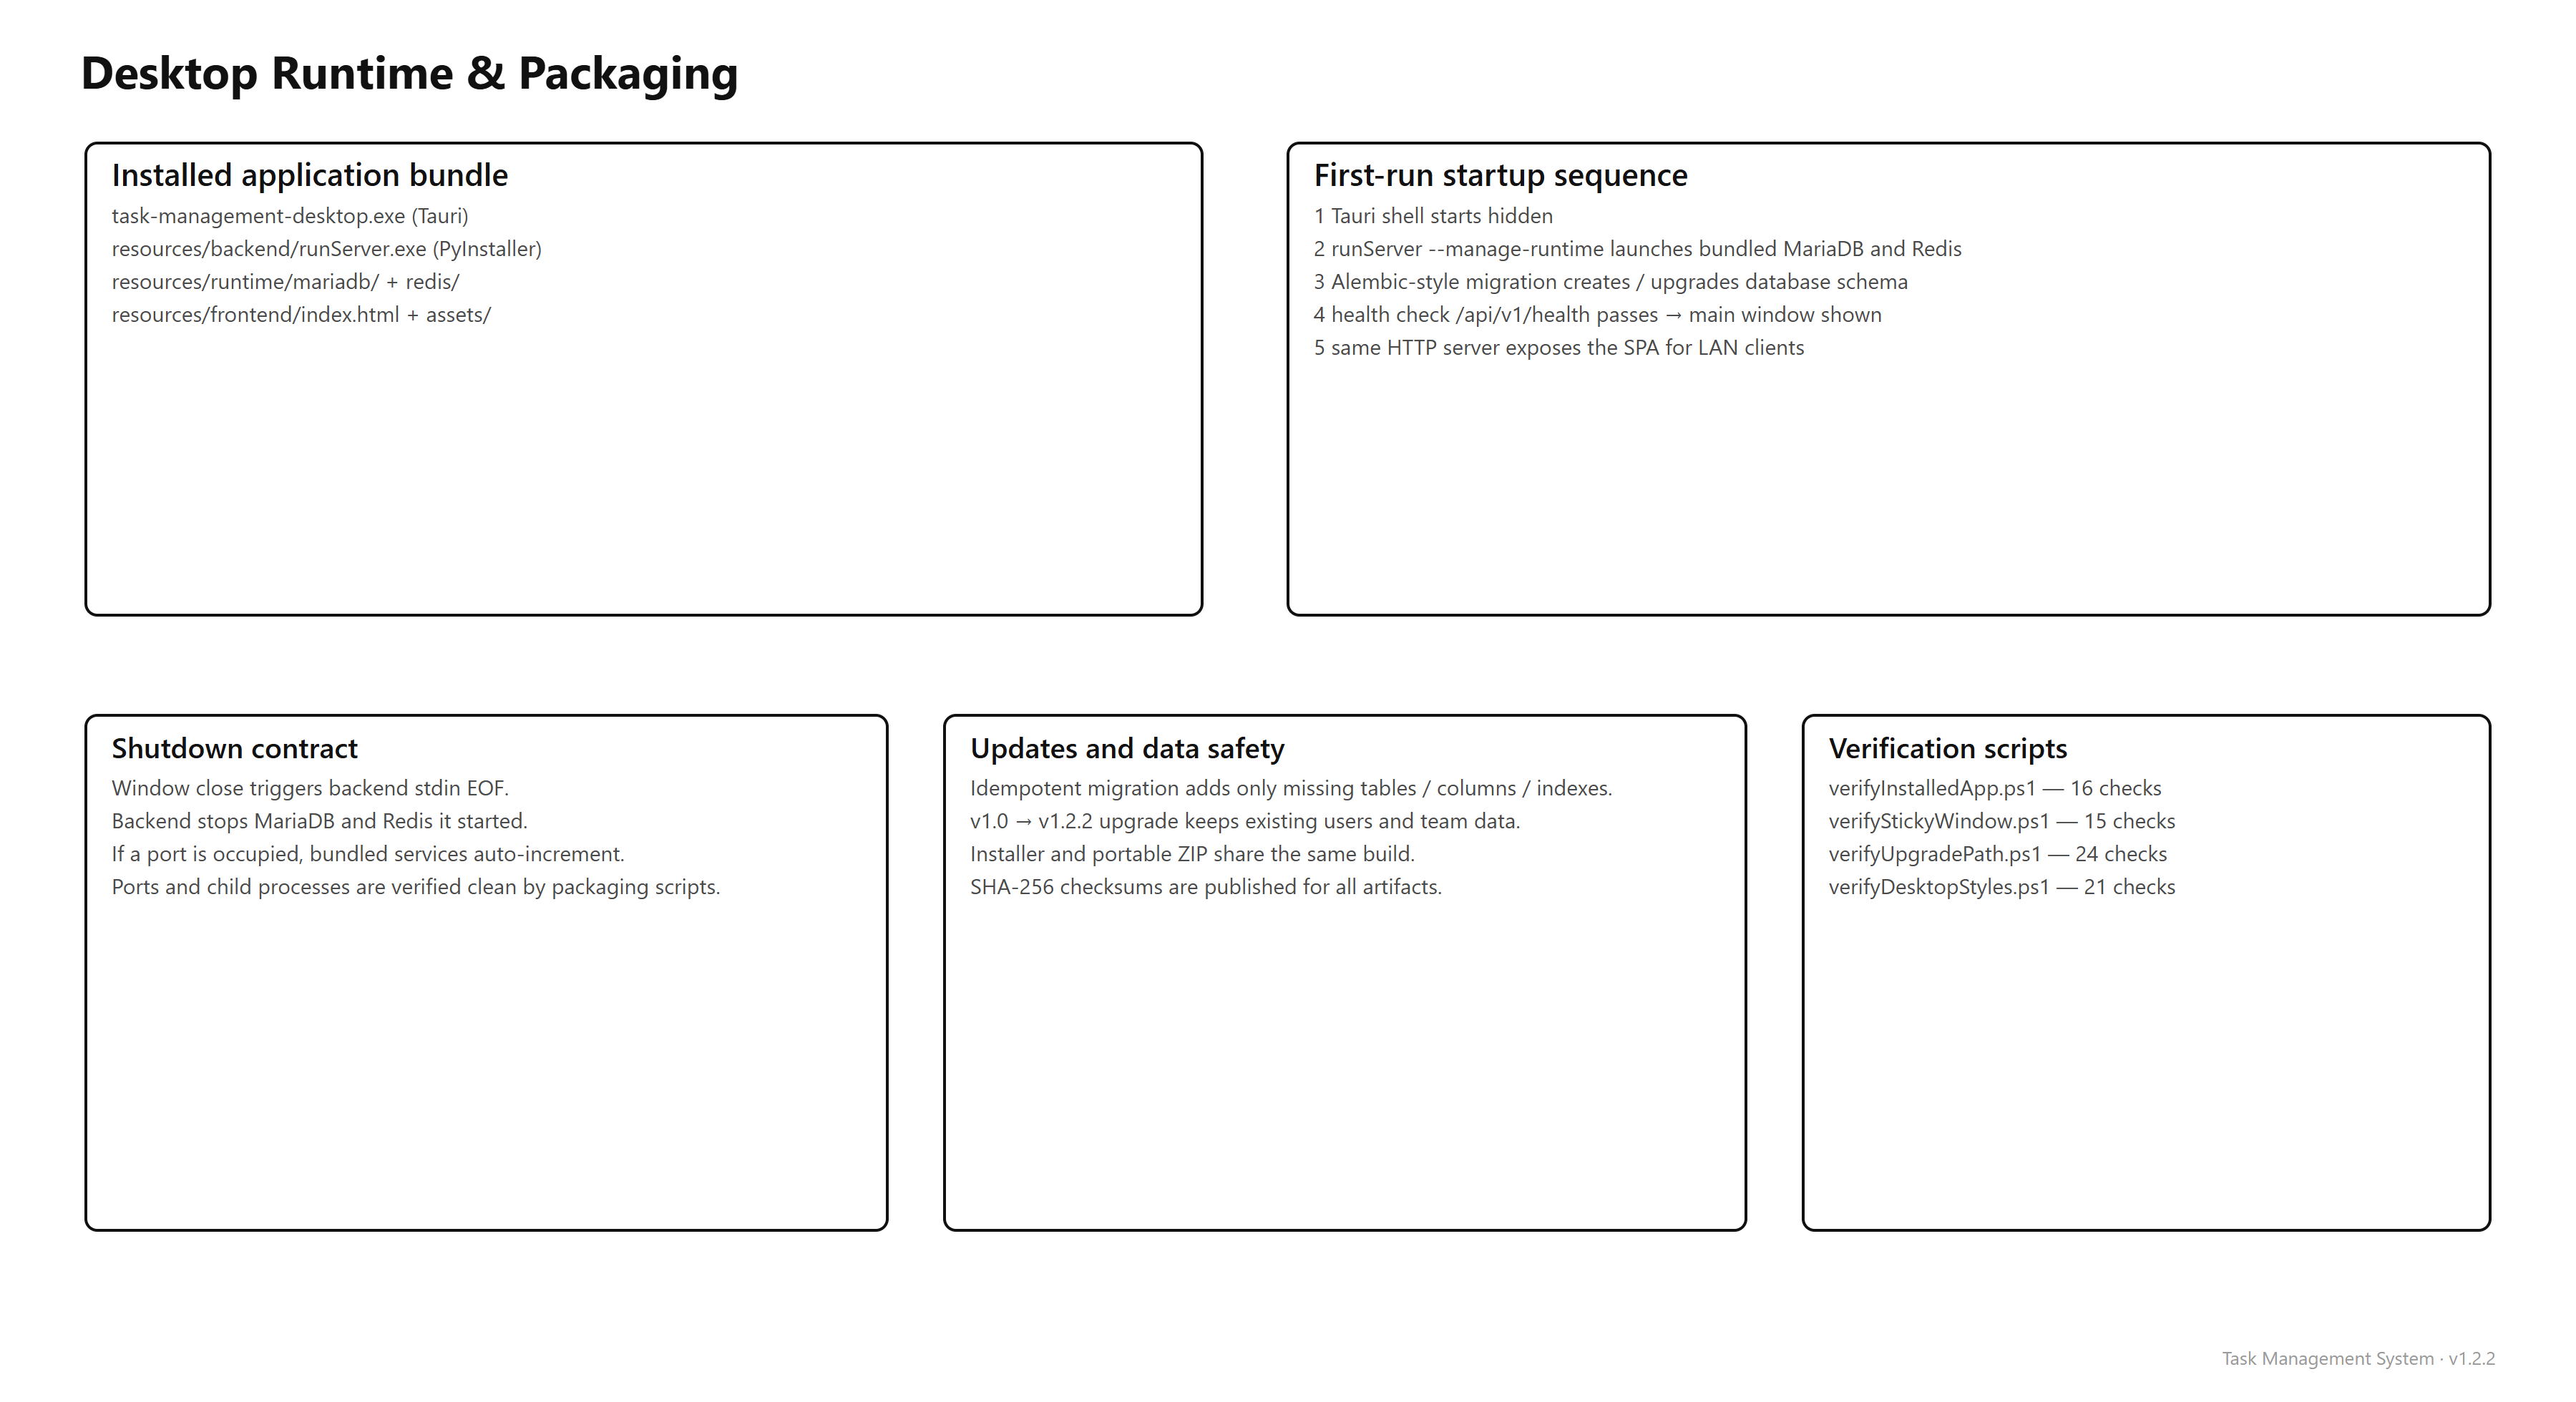 Desktop Runtime & Packaging
Installed application bundle
task-management-desktop.exe (Tauri)
resources/backend/runServer.exe (PyInstaller)
resources/runtime/mariadb/ + redis/
resources/frontend/index.html + assets/
First-run startup sequence
1 Tauri shell starts hidden
2 runServer --manage-runtime launches bundled MariaDB and Redis
3 Alembic-style migration creates / upgrades database schema
4 health check /api/v1/health passes → main window shown
5 same HTTP server exposes the SPA for LAN clients
Shutdown contract
Window close triggers backend stdin EOF.
Backend stops MariaDB and Redis it started.
If a port is occupied, bundled services auto-increment.
Ports and child processes are verified clean by packaging scripts.
Updates and data safety
Idempotent migration adds only missing tables / columns / indexes.
v1.0 → v1.2.2 upgrade keeps existing users and team data.
Installer and portable ZIP share the same build.
SHA-256 checksums are published for all artifacts.
Verification scripts
verifyInstalledApp.ps1 — 16 checks
verifyStickyWindow.ps1 — 15 checks
verifyUpgradePath.ps1 — 24 checks
verifyDesktopStyles.ps1 — 21 checks
Task Management System · v1.2.2